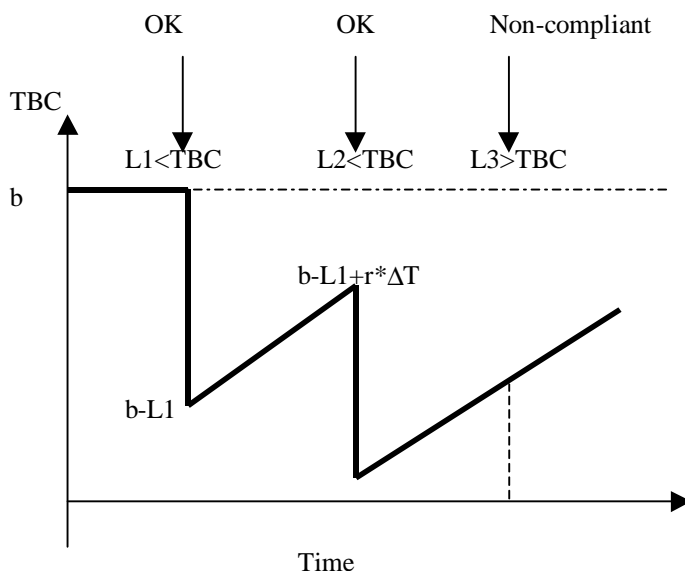 OK OK Non-compliant
TBC
L1<TBC L2<TBC L3>TBC
b
b-L1+r*ΔT
b-L1
Time